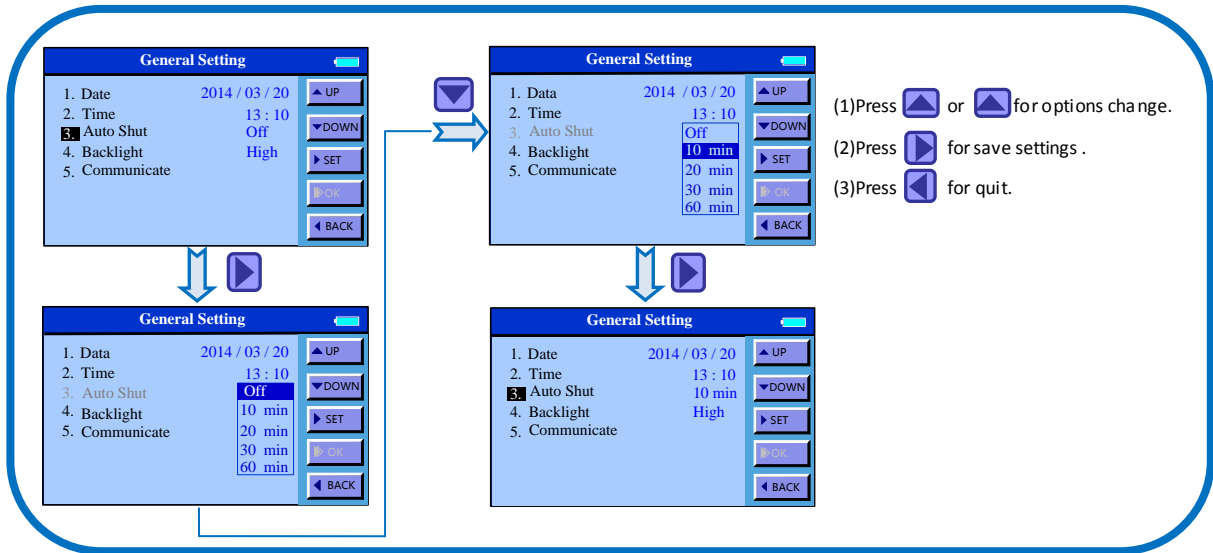 General Setting
1. Date 2014 / 03 / 20
2. Time 13 : 10
3. Auto Shut Off
4. Backlight High
5. Communicate
UP
DOWN
SET
OK
BACK
General Setting
1. Data 2014 / 03 / 20
2. Time 13 : 10
3. Auto Shut Off
4. Backlight 10 min
5. Communicate 20 min
30 min
60 min
UP
DOWN
SET
OK
BACK
General Setting
1. Data 2014 / 03 / 20
2. Time 13 : 10
3. Auto Shut Off
4. Backlight 10 min
5. Communicate 20 min
30 min
60 min
UP
DOWN
SET
OK
BACK
General Setting
1. Date 2014 / 03 / 20
2. Time 13 : 10
3. Auto Shut 10 min
4. Backlight High
5. Communicate
UP
DOWN
SET
OK
BACK
(1)Press or for options change.
(2)Press for save settings .
(3)Press for quit.